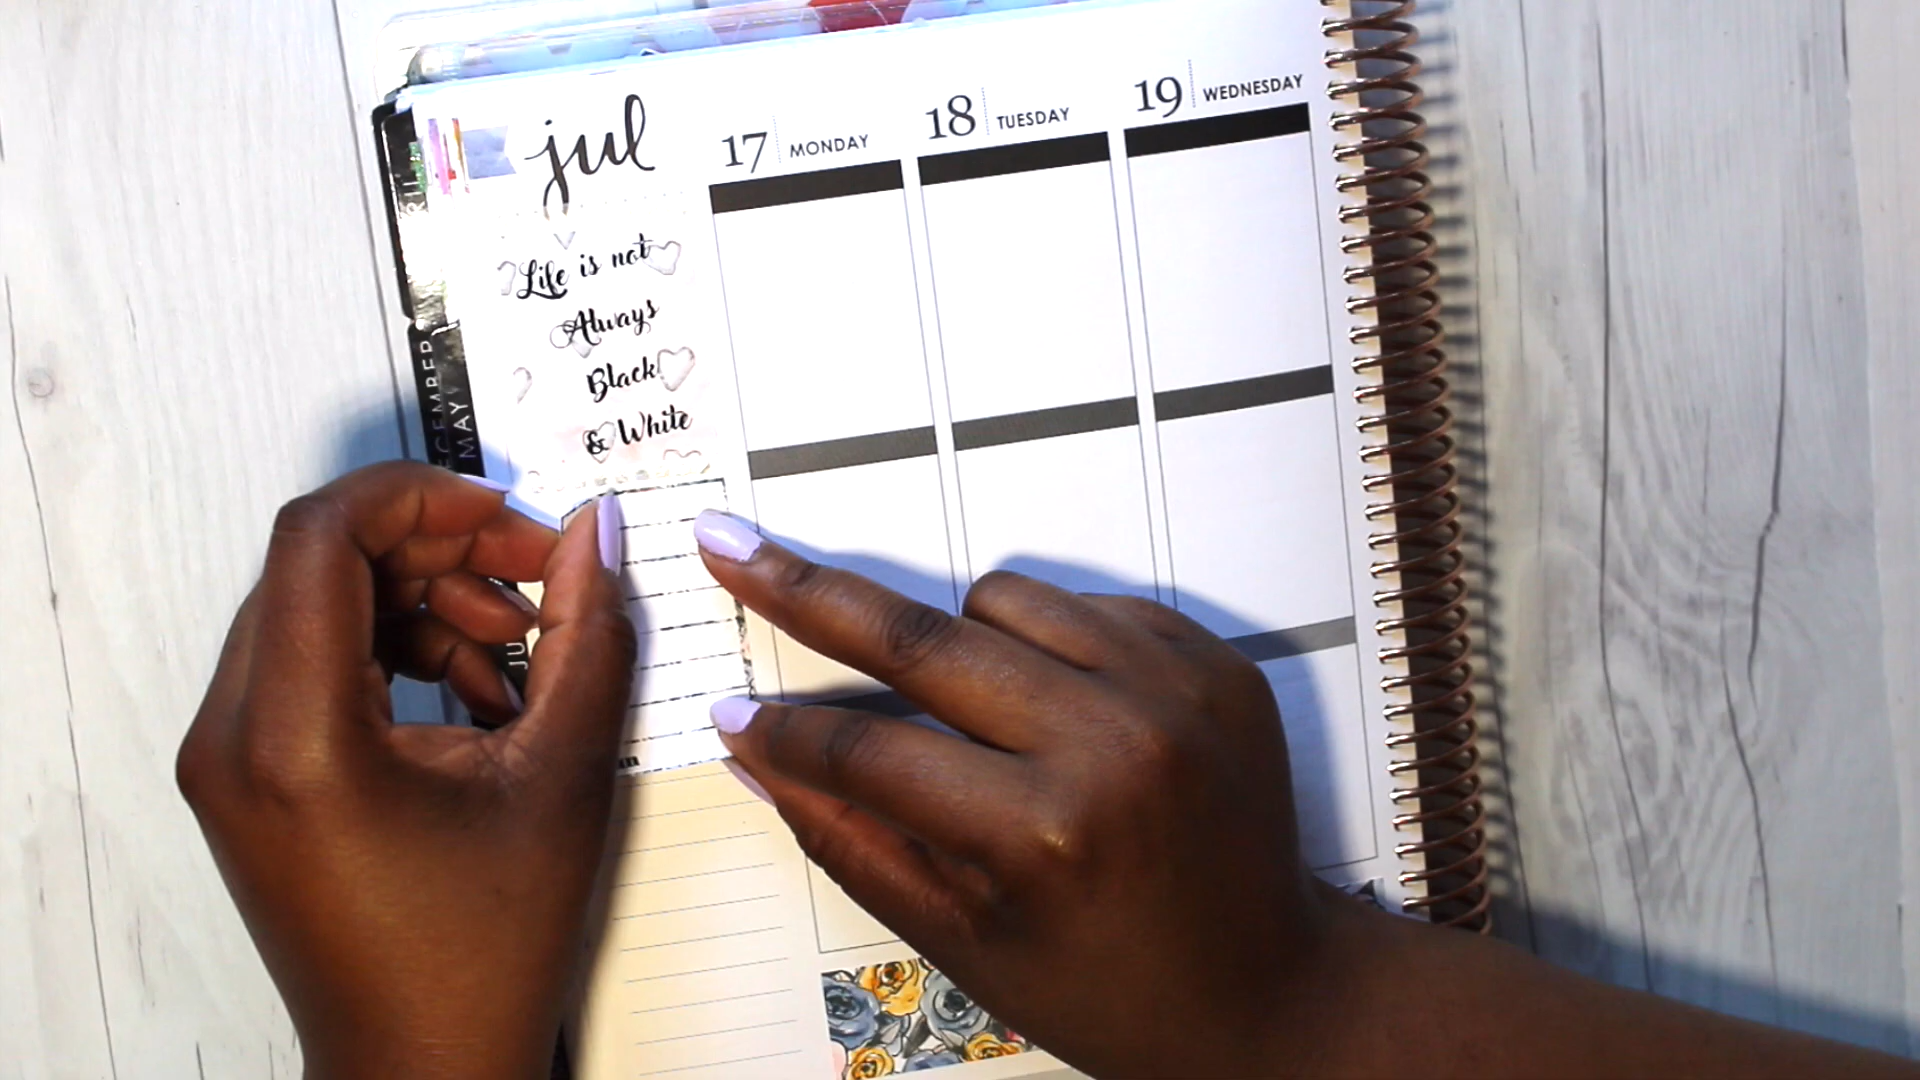 jul
17 MONDAY
18 TUESDAY
19 WEDNESDAY
Life is not
Always
Black
& White
MAY